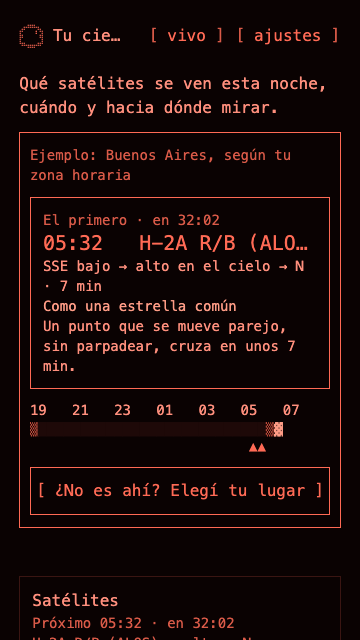 Tu cie… [ vivo ] [ ajustes ]
Qué satélites se ven esta noche,
cuándo y hacia dónde mirar.
Ejemplo: Buenos Aires, según tu
zona horaria
El primero · en 32:02
05:32 H-2A R/B (ALO…
SSE bajo → alto en el cielo → N
· 7 min
Como una estrella común
Un punto que se mueve parejo,
sin parpadear, cruza en unos 7
min.
19 21 23 01 03 05 07
[ ¿No es ahí? Elegí tu lugar ]
Satélites
Próximo 05:32 · en 32:02